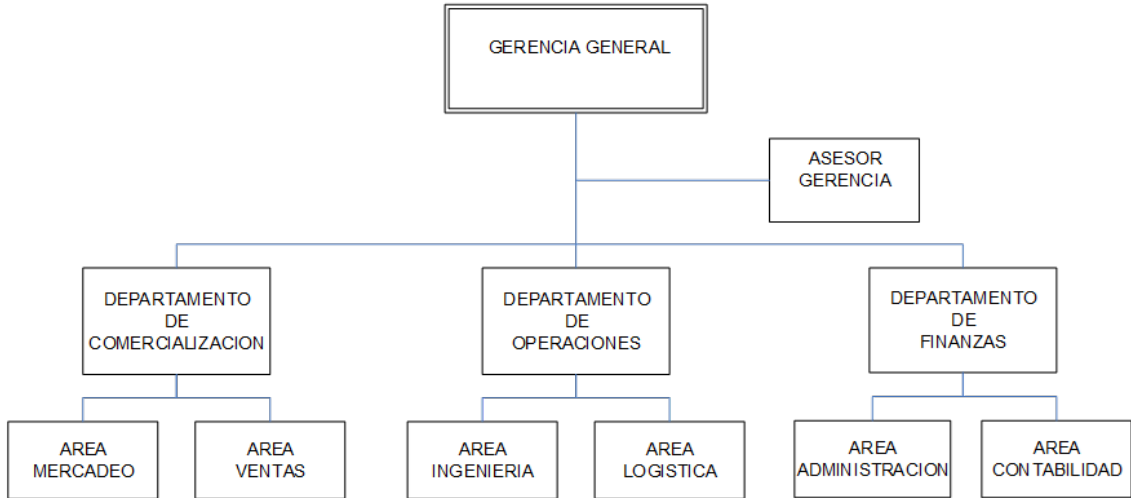 GERENCIA GENERAL
ASESOR
GERENCIA
DEPARTAMENTO
DE
COMERCIALIZACION
DEPARTAMENTO
DE
OPERACIONES
DEPARTAMENTO
DE
FINANZAS
AREA
MERCADEO
AREA
VENTAS
AREA
INGENIERIA
AREA
LOGISTICA
AREA
ADMINISTRACION
AREA
CONTABILIDAD